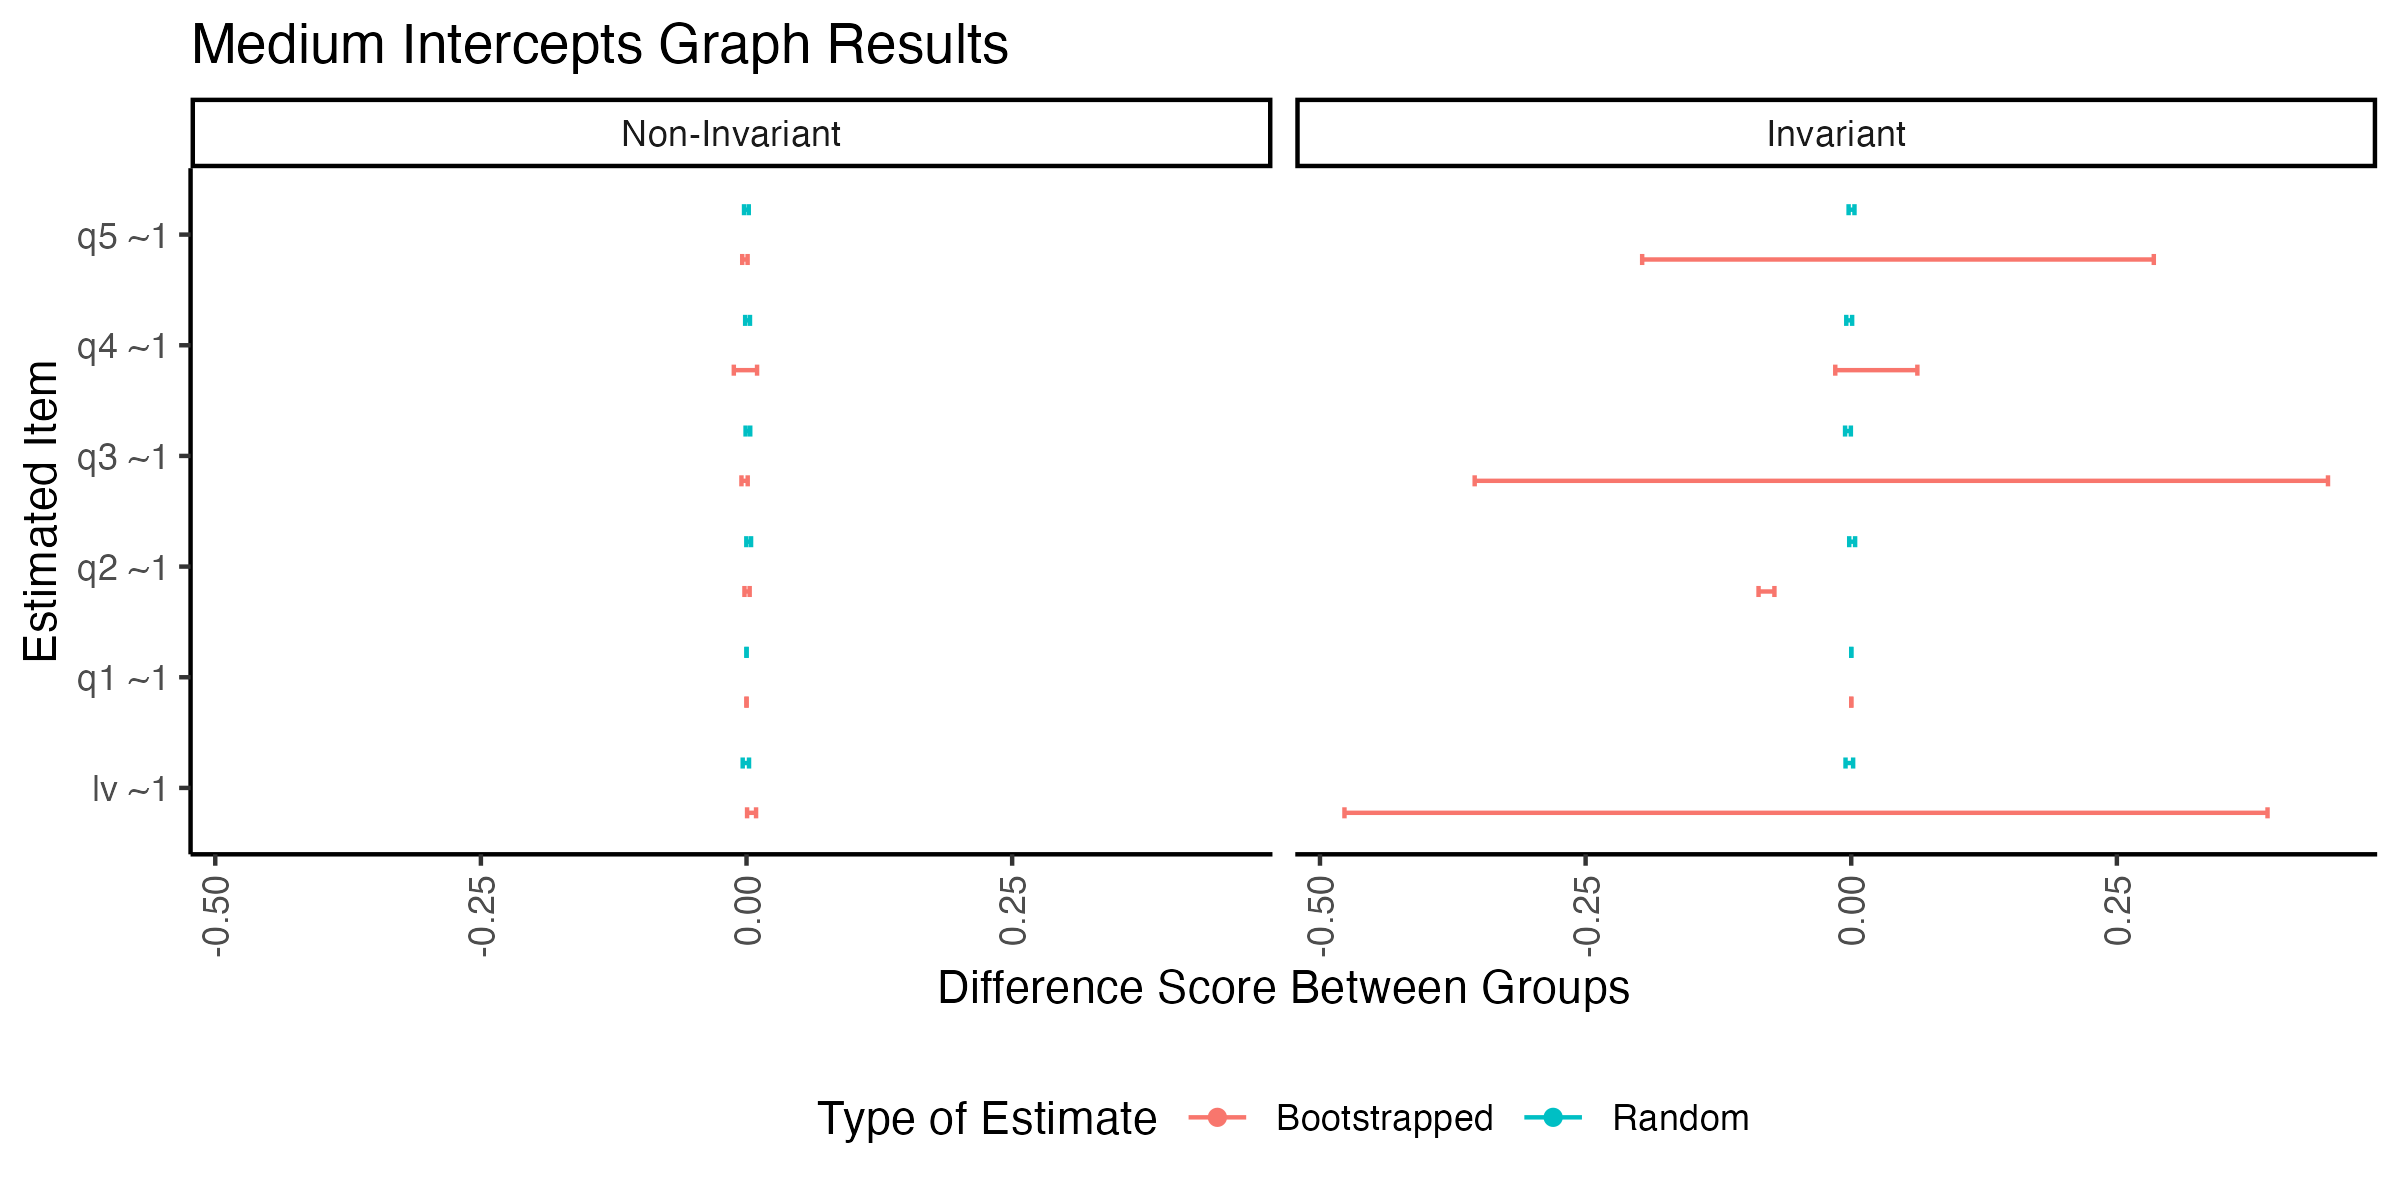 Medium Intercepts Graph Results
Non-Invariant
Invariant
Estimated Item
q5 ~1
q4 ~1
q3 ~1
q2 ~1
q1 ~1
lv ~1
-0.50
-0.25
0.00
0.25
-0.50
-0.25
0.00
0.25
Difference Score Between Groups
Type of Estimate
Bootstrapped
Random